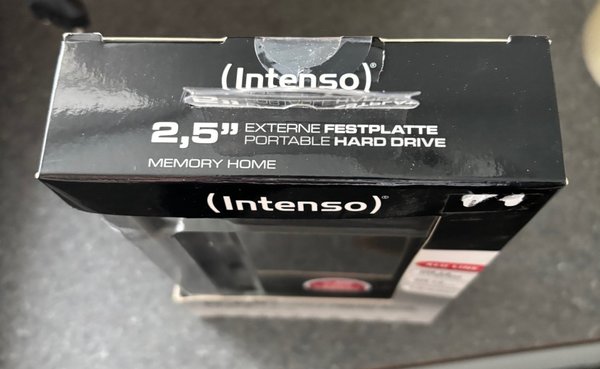 (Intenso)®
2,5” EXTERNE FESTPLATTE
PORTABLE HARD DRIVE
MEMORY HOME
(Intenso)®